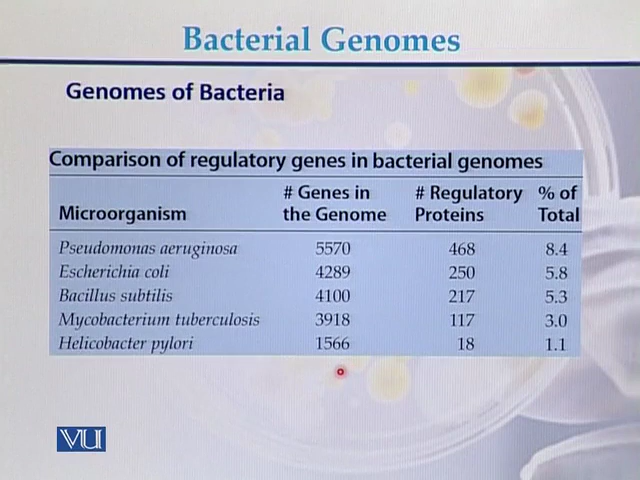 Bacterial Genomes
Genomes of Bacteria
Comparison of regulatory genes in bacterial genomes
Microorganism # Genes in the Genome # Regulatory Proteins % of Total
Pseudomonas aeruginosa 5570 468 8.4
Escherichia coli 4289 250 5.8
Bacillus subtilis 4100 217 5.3
Mycobacterium tuberculosis 3918 117 3.0
Helicobacter pylori 1566 18 1.1
VU